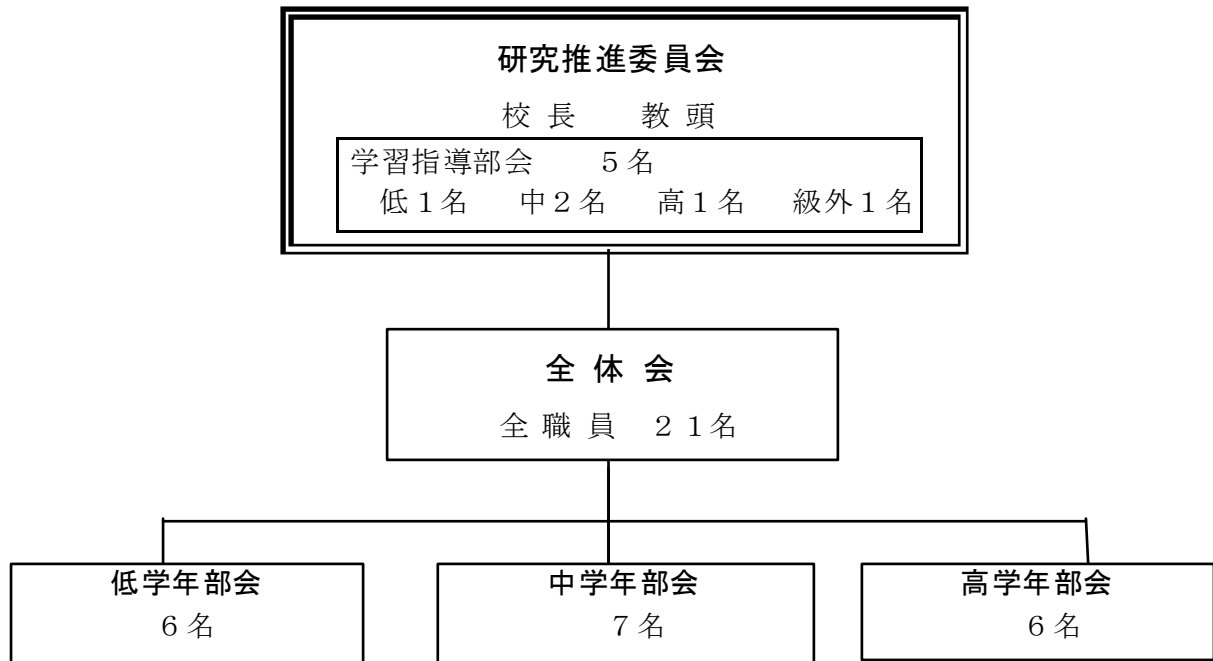 研究推進委員会
校 長　　教 頭
学習指導部会　　５名
低１名　　中２名　　高１名　　級外１名
全 体 会
全 職 員　２１名
低学年部会
６名
中学年部会
７名
高学年部会
６名